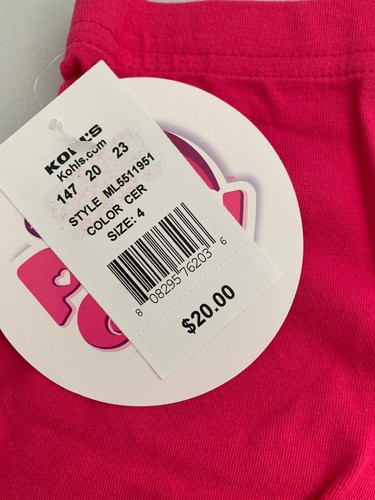 KOHL'S
Kohls.com
147 20 23
STYLE ML5511951
COLOR CER
SIZE: 4
8 08295 76203 6
$20.00